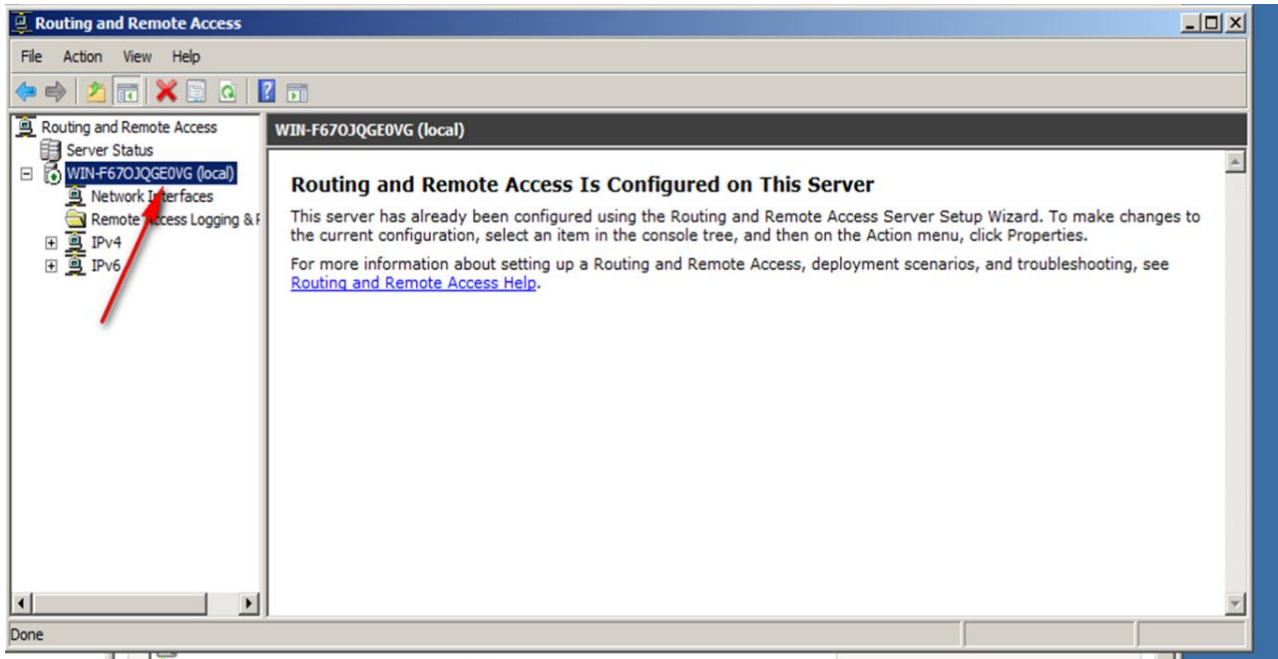 Routing and Remote Access
File Action View Help
Routing and Remote Access
Server Status
WIN-F67OJQGE0VG (local)
Network Interfaces
Remote Access Logging &
IPv4
IPv6
WIN-F67OJQGE0VG (local)
Routing and Remote Access Is Configured on This Server
This server has already been configured using the Routing and Remote Access Server Setup Wizard. To make changes to
the current configuration, select an item in the console tree, and then on the Action menu, click Properties.
For more information about setting up a Routing and Remote Access, deployment scenarios, and troubleshooting, see
Routing and Remote Access Help.
Done